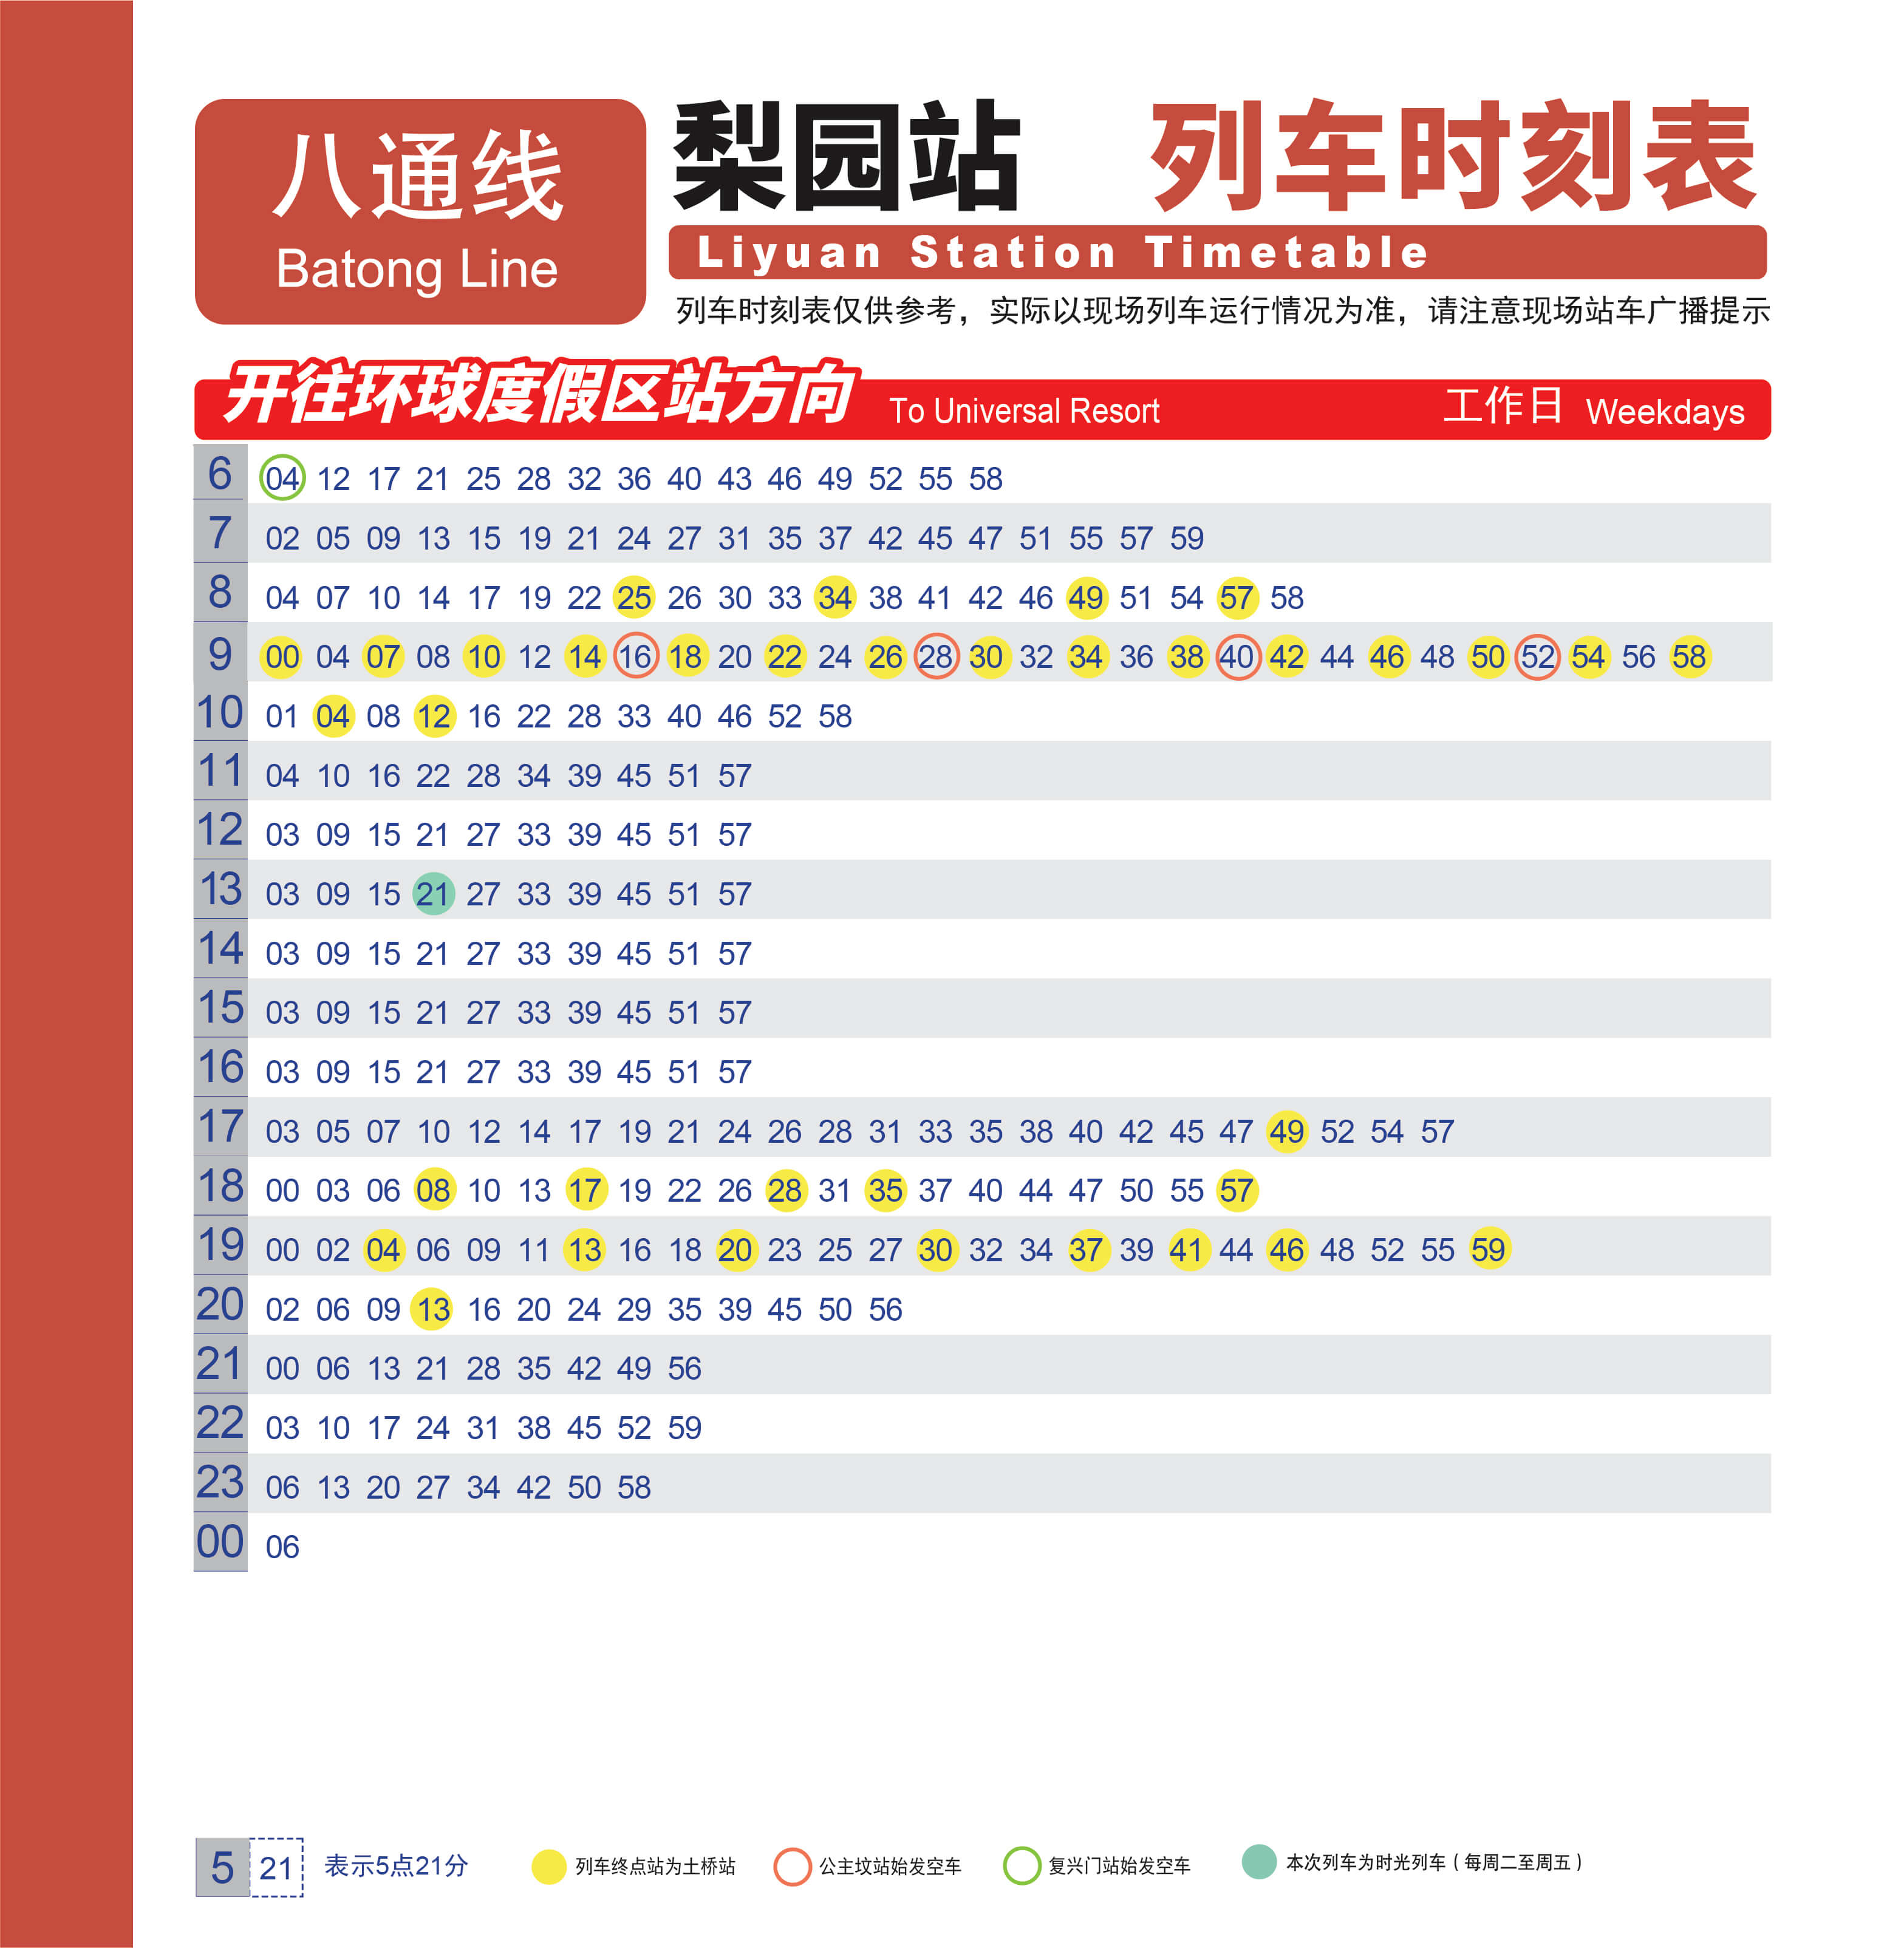 八通线
Batong Line
梨园站 列车时刻表
Liyuan Station Timetable
列车时刻表仅供参考，实际以现场列车运行情况为准，请注意现场站车广播提示
开往环球度假区站方向 To Universal Resort 工作日 Weekdays
6 04 12 17 21 25 28 32 36 40 43 46 49 52 55 58
7 02 05 09 13 15 19 21 24 27 31 35 37 42 45 47 51 55 57 59
8 04 07 10 14 17 19 22 25 26 30 33 34 38 41 42 46 49 51 54 57 58
9 00 04 07 08 10 12 14 16 18 20 22 24 26 28 30 32 34 36 38 40 42 44 46 48 50 52 54 56 58
10 01 04 08 12 16 22 28 33 40 46 52 58
11 04 10 16 22 28 34 39 45 51 57
12 03 09 15 21 27 33 39 45 51 57
13 03 09 15 21 27 33 39 45 51 57
14 03 09 15 21 27 33 39 45 51 57
15 03 09 15 21 27 33 39 45 51 57
16 03 09 15 21 27 33 39 45 51 57
17 03 05 07 10 12 14 17 19 21 24 26 28 31 33 35 38 40 42 45 47 49 52 54 57
18 00 03 06 08 10 13 17 19 22 26 28 31 35 37 40 44 47 50 55 57
19 00 02 04 06 09 11 13 16 18 20 23 25 27 30 32 34 37 39 41 44 46 48 52 55 59
20 02 06 09 13 16 20 24 29 35 39 45 50 56
21 00 06 13 21 28 35 42 49 56
22 03 10 17 24 31 38 45 52 59
23 06 13 20 27 34 42 50 58
00 06
5 21 表示5点21分 列车终点站为土桥站 公主坟站始发空车 复兴门站始发空车 本次列车为时光列车（每周二至周五）